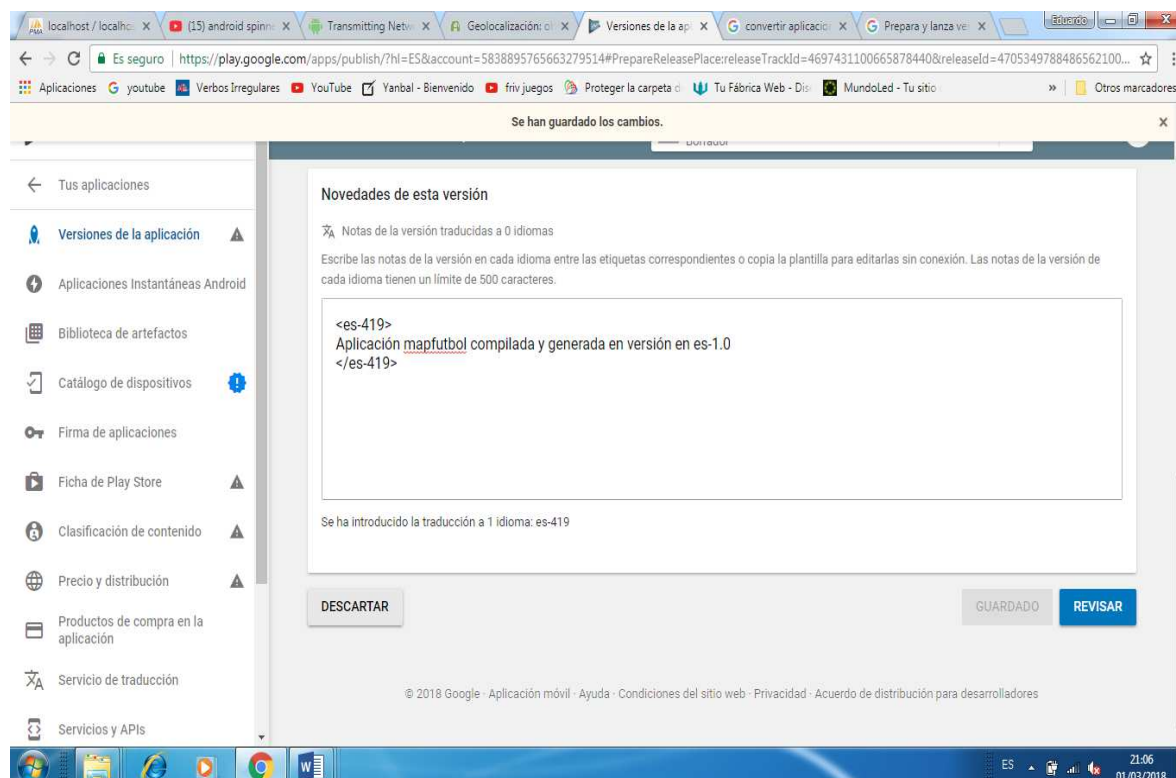 localhost / localho
(15) android spinn
Transmitting Netw
Geolocalización: ol
Versiones de la apl
convertir aplicacio
Prepara y lanza ve
Eduardo
Es seguro | https://play.google.com/apps/publish/?hl=ES&account=5838895765663279514#PrepareReleasePlace:releaseTrackId=4697431100665878440&releaseId=4705349788486562100...
Aplicaciones youtube Verbos Irregulares YouTube Yanbal - Bienvenido friv juegos Proteger la carpeta d Tu Fábrica Web - Dis MundoLed - Tu sitio » Otros marcadores
Se han guardado los cambios.
Borrador
Tus aplicaciones
Versiones de la aplicación
Aplicaciones Instantáneas Android
Biblioteca de artefactos
Catálogo de dispositivos
Firma de aplicaciones
Ficha de Play Store
Clasificación de contenido
Precio y distribución
Productos de compra en la
aplicación
Servicio de traducción
Servicios y APIs
Novedades de esta versión
Notas de la versión traducidas a 0 idiomas
Escribe las notas de la versión en cada idioma entre las etiquetas correspondientes o copia la plantilla para editarlas sin conexión. Las notas de la versión de
cada idioma tienen un límite de 500 caracteres.
<es-419>
Aplicación mapfutbol compilada y generada en versión en es-1.0
</es-419>
Se ha introducido la traducción a 1 idioma: es-419
DESCARTAR
GUARDADO
REVISAR
© 2018 Google · Aplicación móvil · Ayuda · Condiciones del sitio web · Privacidad · Acuerdo de distribución para desarrolladores
ES
21:06
01/03/2018